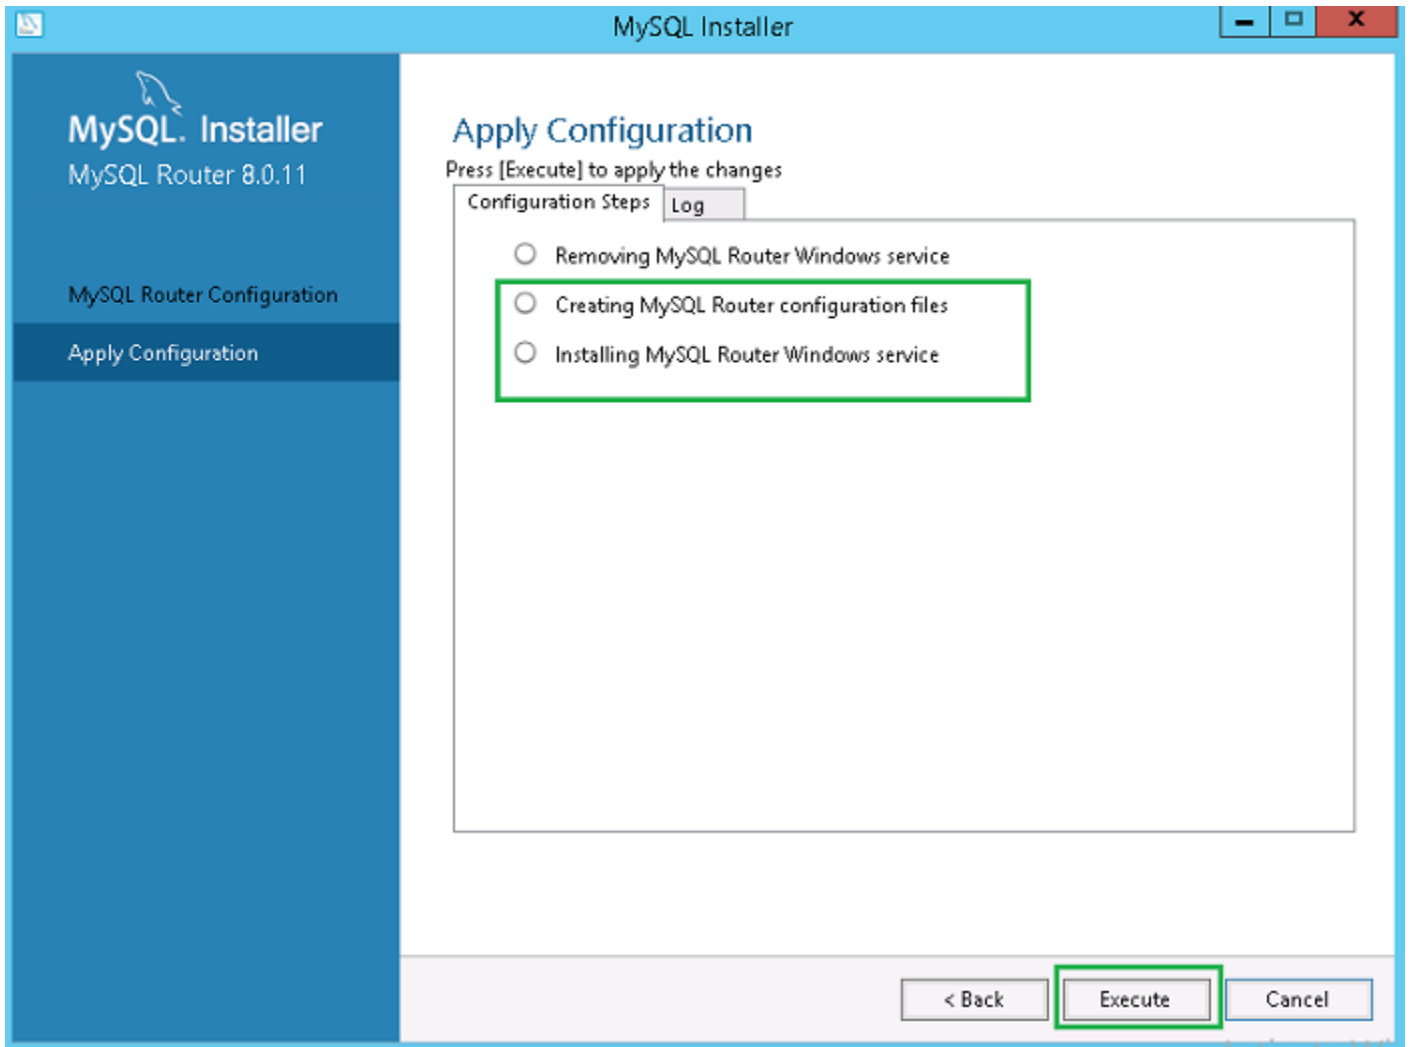 MySQL Installer
MySQL. Installer
MySQL Router 8.0.11
MySQL Router Configuration
Apply Configuration
Apply Configuration
Press [Execute] to apply the changes
Configuration Steps
Log
Removing MySQL Router Windows service
Creating MySQL Router configuration files
Installing MySQL Router Windows service
< Back
Execute
Cancel